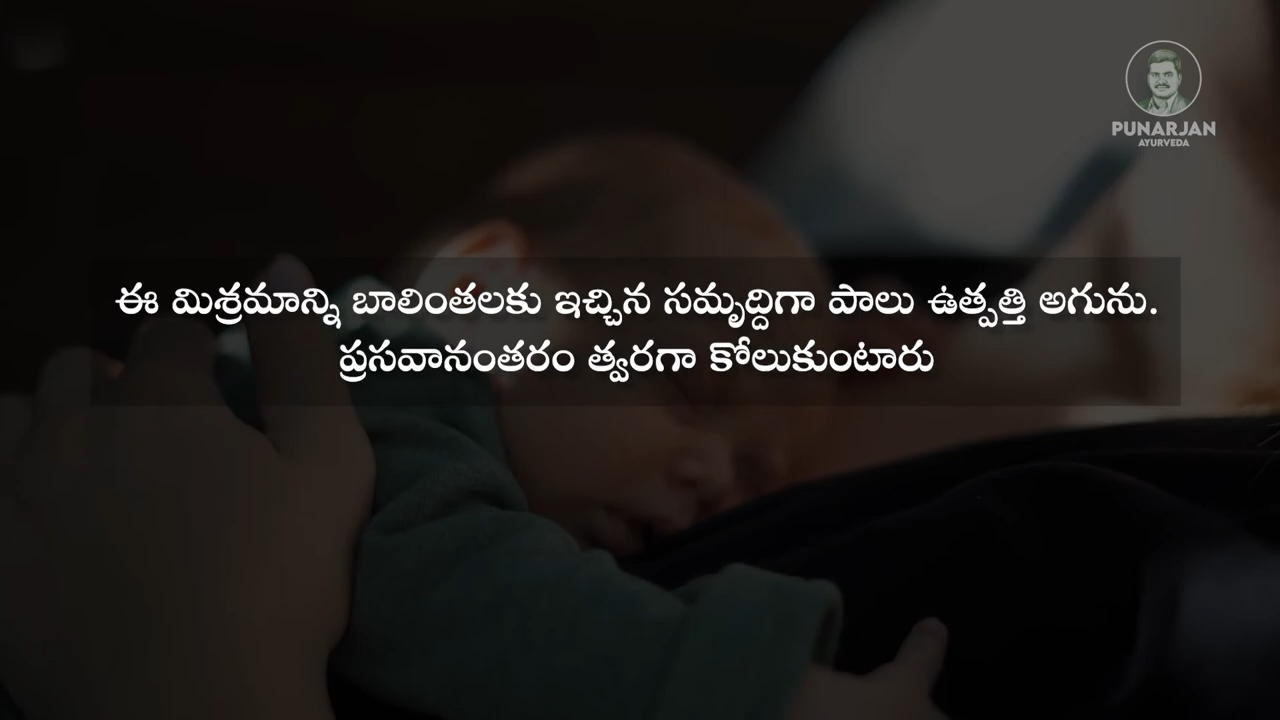 PUNARJAN
AYURVEDA
ఈ మిశ్రమాన్ని బాలింతలకు ఇచ్చిన సమృద్దిగా పాలు ఉత్పత్తి అగును.
ప్రసవానంతరం త్వరగా కోలుకుంటారు